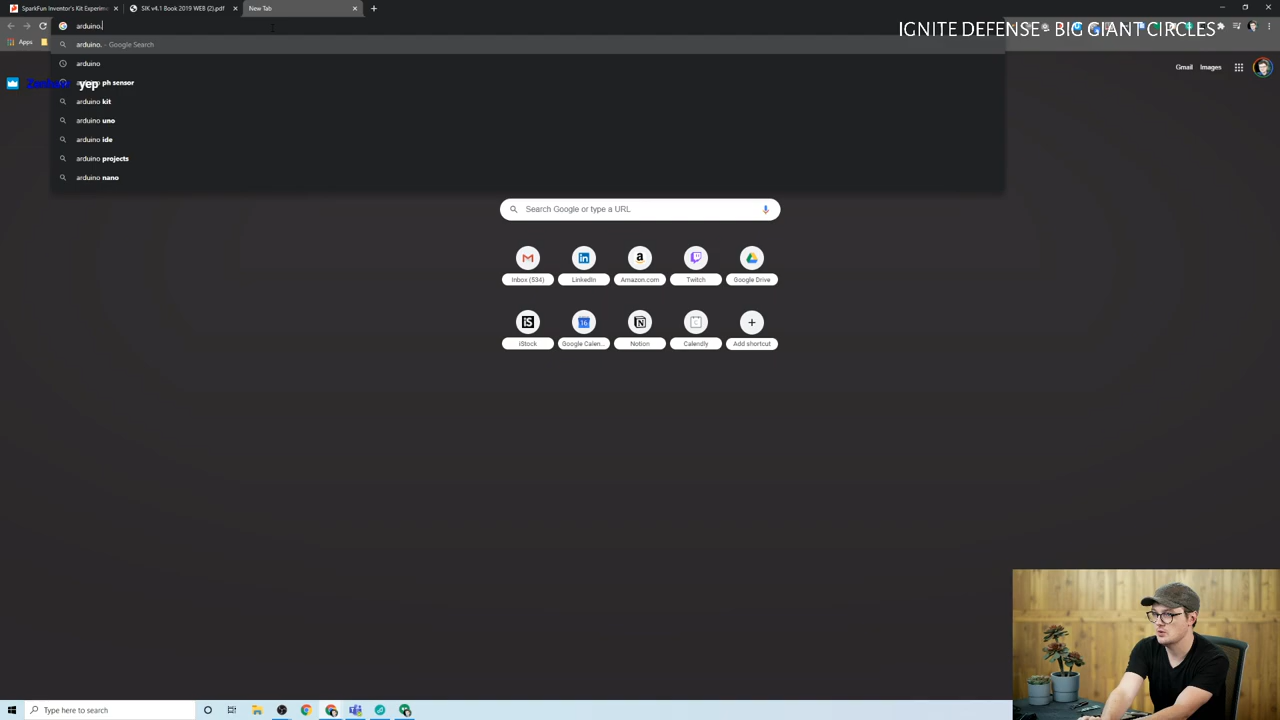 SparkFun Inventor's Kit Experim
SIK v4.1 Book 2019 WEB (2).pdf
New Tab
arduino.
IGNITE DEFENSE - BIG GIANT CIRCLES
Apps
arduino. - Google Search
arduino
ph sensor
yep
arduino kit
arduino uno
arduino ide
arduino projects
arduino nano
Gmail
Images
Search Google or type a URL
Inbox (534)
LinkedIn
Amazon.com
Twitch
Google Drive
iStock
Google Calen...
Notion
Calendly
Add shortcut
Type here to search